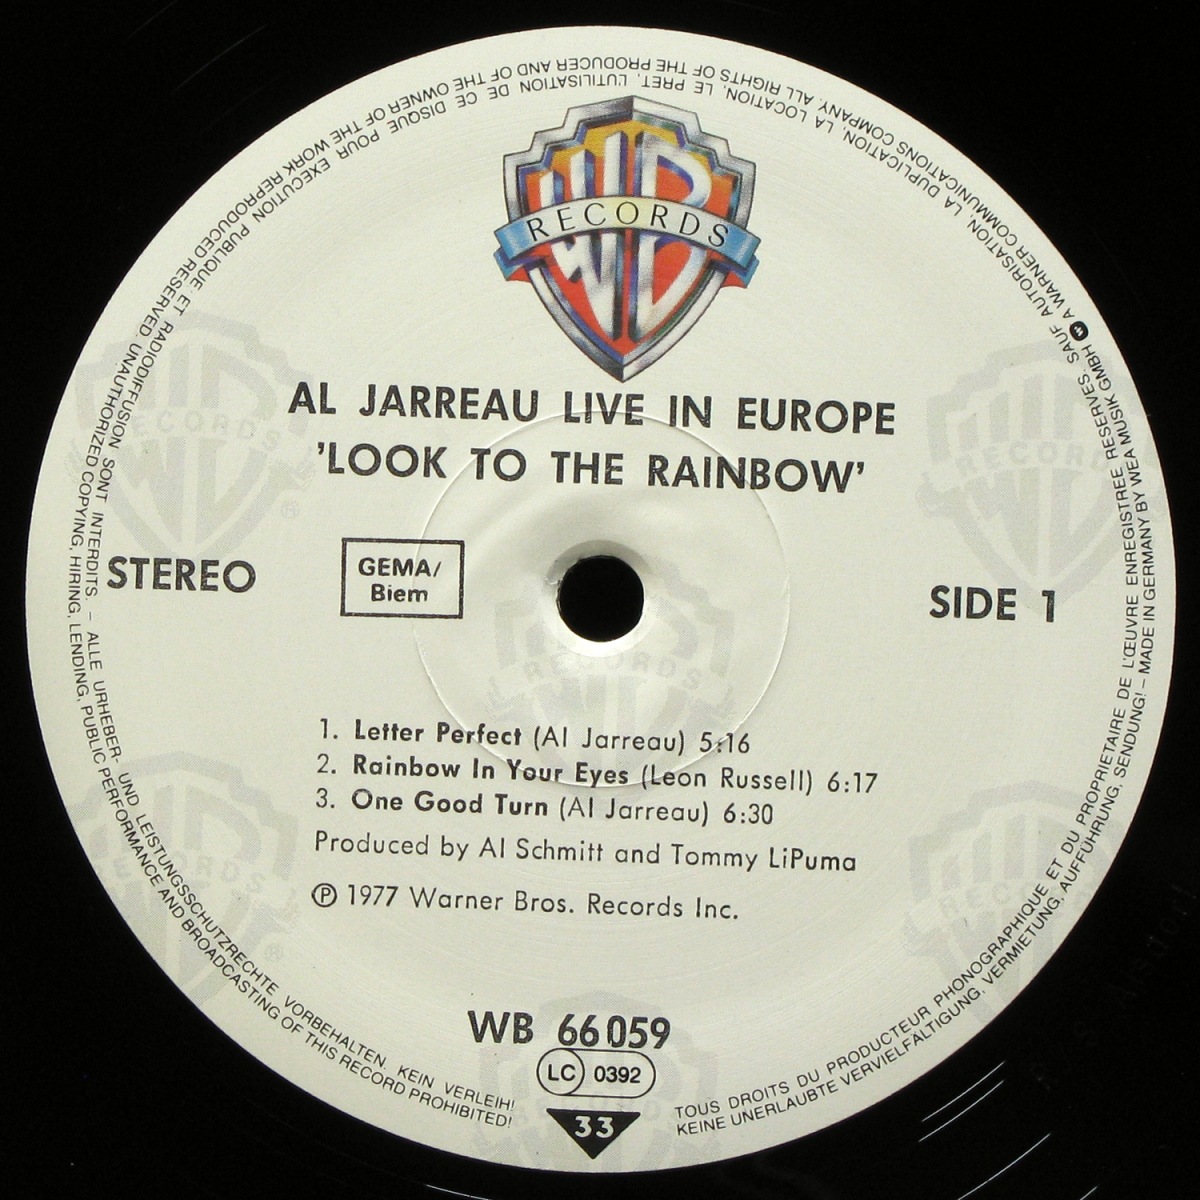 WB
RECORDS
AL JARREAU LIVE IN EUROPE
'LOOK TO THE RAINBOW'
STEREO
GEMA/
Biem
SIDE 1
1. Letter Perfect (Al Jarreau) 5:16
2. Rainbow In Your Eyes (Leon Russell) 6:17
3. One Good Turn (Al Jarreau) 6:30
Produced by Al Schmitt and Tommy LiPuma
℗ 1977 Warner Bros. Records Inc.
WB 66 059
LC 0392
33
TOUS DROITS DU PRODUCTEUR PHONOGRAPHIQUE ET DU PROPRIETAIRE DE L'ŒUVRE ENREGISTREE RESERVES. SAUF AUTORISATION, LA DUPLICATION, LA LOCATION, LE PRET, L'UTILISATION DE CE DISQUE POUR EXECUTION PUBLIQUE ET RADIODIFFUSION SONT INTERDITS. – ALLE URHEBER- UND LEISTUNGSSCHUTZRECHTE VORBEHALTEN. KEIN VERLEIH!
KEINE UNERLAUBTE VERVIELFÄLTIGUNG, VERMIETUNG, AUFFÜHRUNG, SENDUNG! – MADE IN GERMANY BY WEA MUSIK GMBH A WARNER COMMUNICATIONS COMPANY. ALL RIGHTS OF THE PRODUCER AND OF THE OWNER OF THE WORK REPRODUCED RESERVED. UNAUTHORIZED COPYING, HIRING, LENDING, PUBLIC PERFORMANCE AND BROADCASTING OF THIS RECORD PROHIBITED!